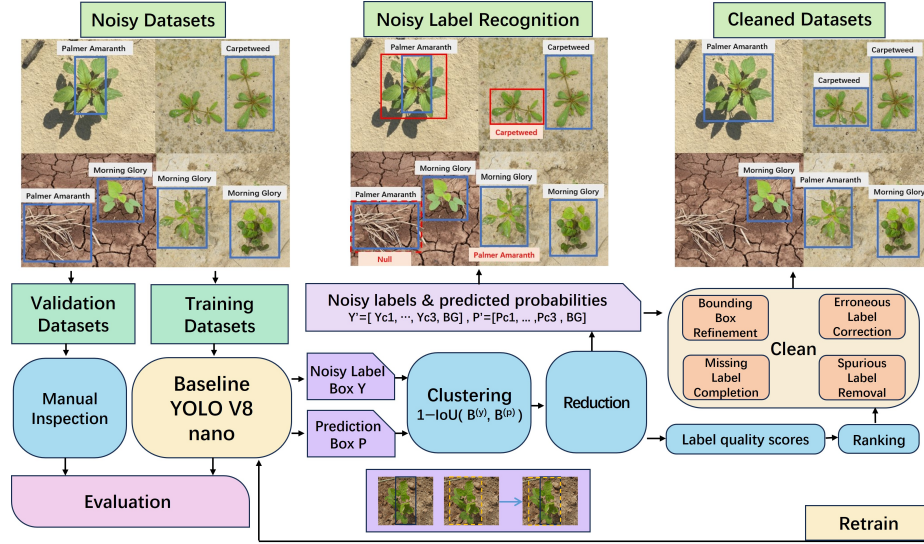 Noisy Datasets
Noisy Label Recognition
Cleaned Datasets
Palmer Amaranth
Carpetweed
Morning Glory
Palmer Amaranth
Morning Glory
Morning Glory
Palmer Amaranth
Carpetweed
Carpetweed
Morning Glory
Palmer Amaranth
Morning Glory
Morning Glory
Null
Palmer Amaranth
Palmer Amaranth
Carpetweed
Carpetweed
Morning Glory
Palmer Amaranth
Morning Glory
Validation
Datasets
Training
Datasets
Manual
Inspection
Baseline
YOLO V8
nano
Evaluation
Noisy labels & predicted probabilities
Y'=[ Yc1, ···, Yc3, BG] , P'=[Pc1, ... ,Pc3 , BG]
Noisy Label
Box Y
Prediction
Box P
Clustering
1−IoU( B⁽ʸ⁾, B⁽ᵖ⁾ )
Reduction
Bounding
Box
Refinement
Erroneous
Label
Correction
Clean
Missing
Label
Completion
Spurious
Label
Removal
Label quality scores
Ranking
Retrain